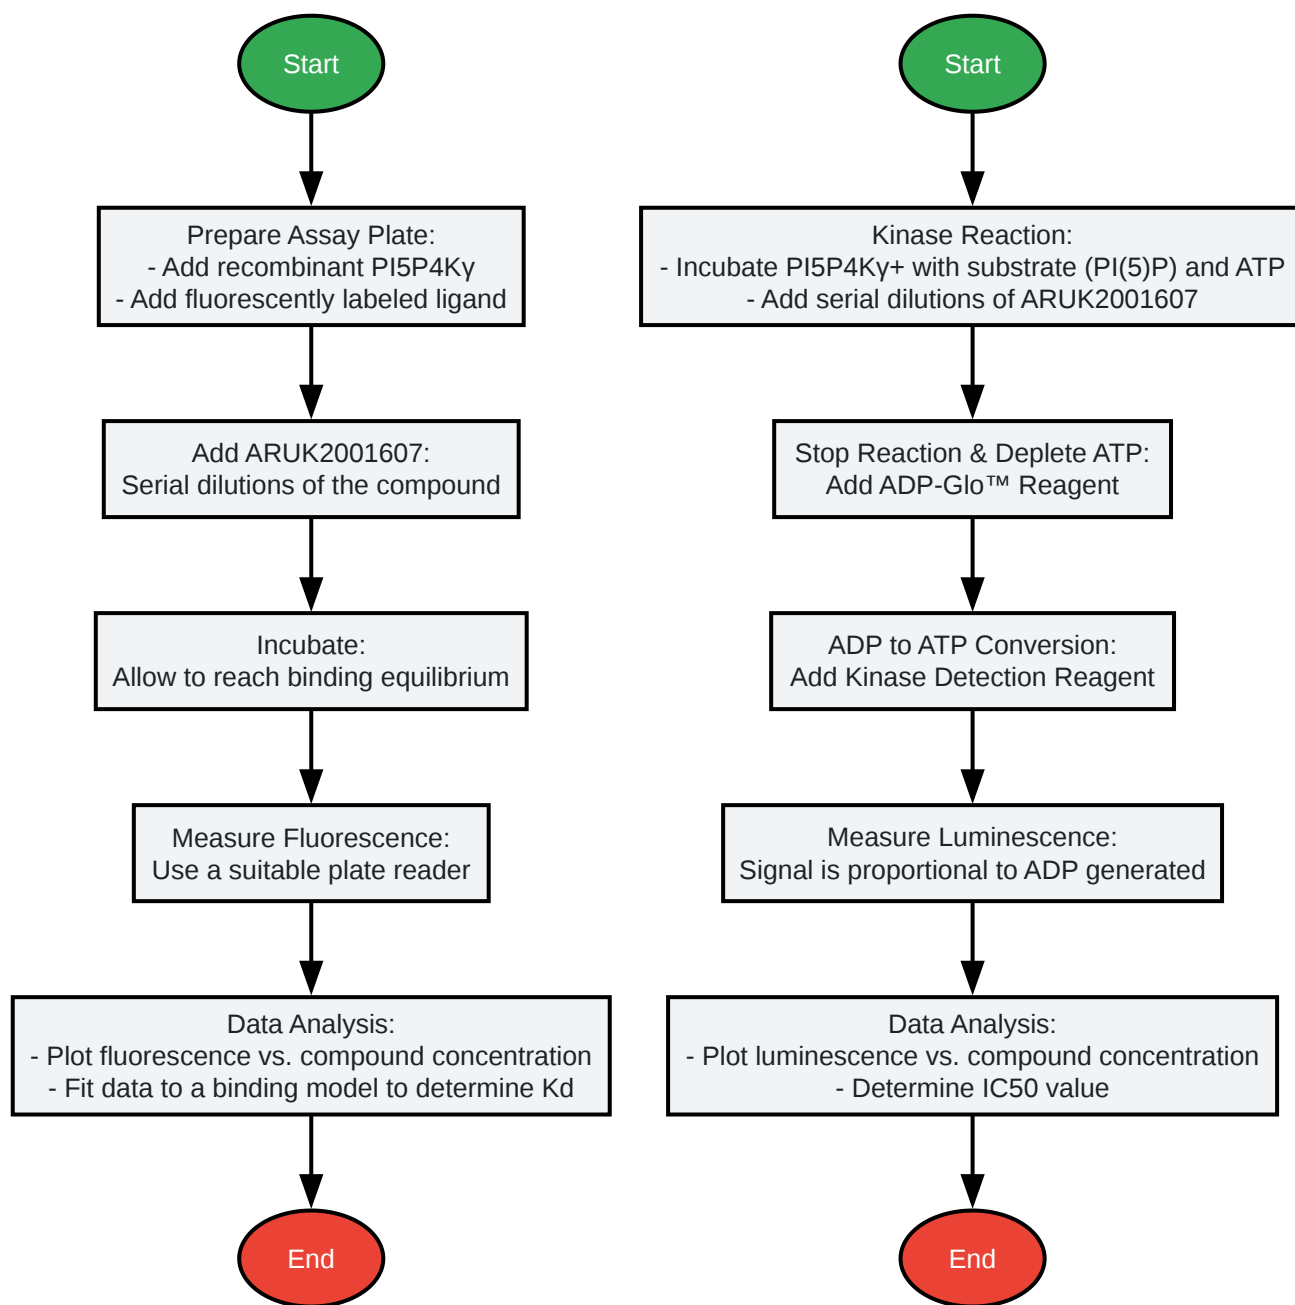 Start
Prepare Assay Plate:
- Add recombinant PI5P4Kγ
- Add fluorescently labeled ligand
Add ARUK2001607:
Serial dilutions of the compound
Incubate:
Allow to reach binding equilibrium
Measure Fluorescence:
Use a suitable plate reader
Data Analysis:
- Plot fluorescence vs. compound concentration
- Fit data to a binding model to determine Kd
End
Start
Kinase Reaction:
- Incubate PI5P4Kγ+ with substrate (PI(5)P) and ATP
- Add serial dilutions of ARUK2001607
Stop Reaction & Deplete ATP:
Add ADP-Glo™ Reagent
ADP to ATP Conversion:
Add Kinase Detection Reagent
Measure Luminescence:
Signal is proportional to ADP generated
Data Analysis:
- Plot luminescence vs. compound concentration
- Determine IC50 value
End